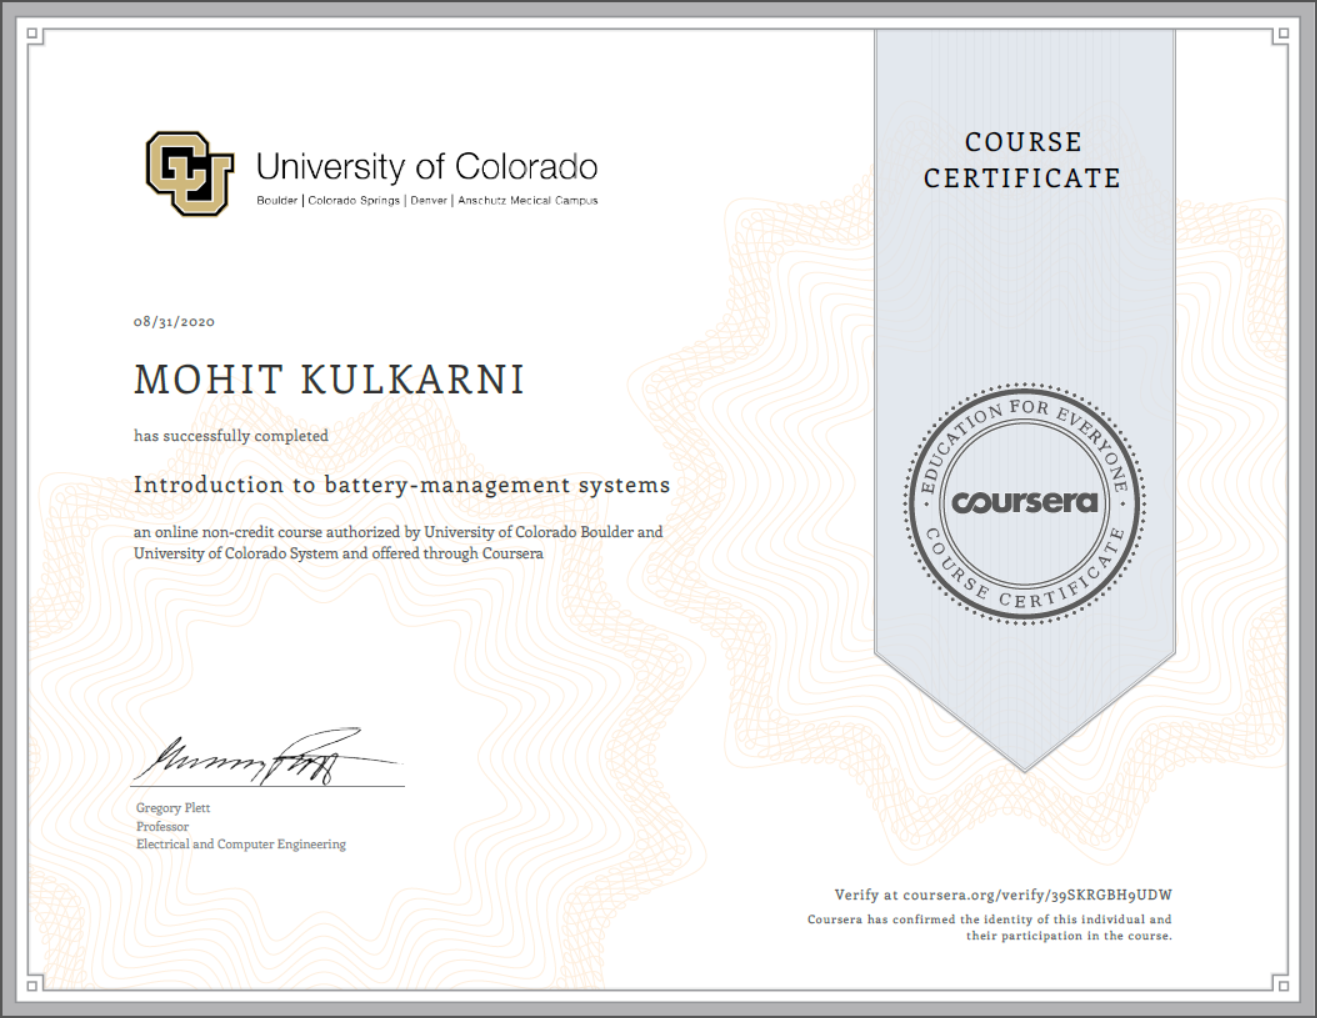 CU
University of Colorado
Boulder | Colorado Springs | Denver | Anschutz Medical Campus
COURSE
CERTIFICATE
08/31/2020
MOHIT KULKARNI
has successfully completed
Introduction to battery-management systems
an online non-credit course authorized by University of Colorado Boulder and
University of Colorado System and offered through Coursera
EDUCATION FOR EVERYONE
coursera
COURSE CERTIFICATE
Gregory Plett
Professor
Electrical and Computer Engineering
Verify at coursera.org/verify/39SKRGBH9UDW
Coursera has confirmed the identity of this individual and
their participation in the course.